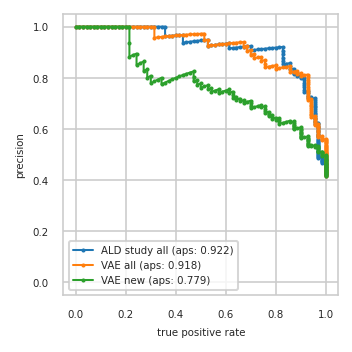 1.0
0.8
0.6
0.4
0.2
0.0
precision
ALD study all (aps: 0.922)
VAE all (aps: 0.918)
VAE new (aps: 0.779)
0.0 0.2 0.4 0.6 0.8 1.0
true positive rate